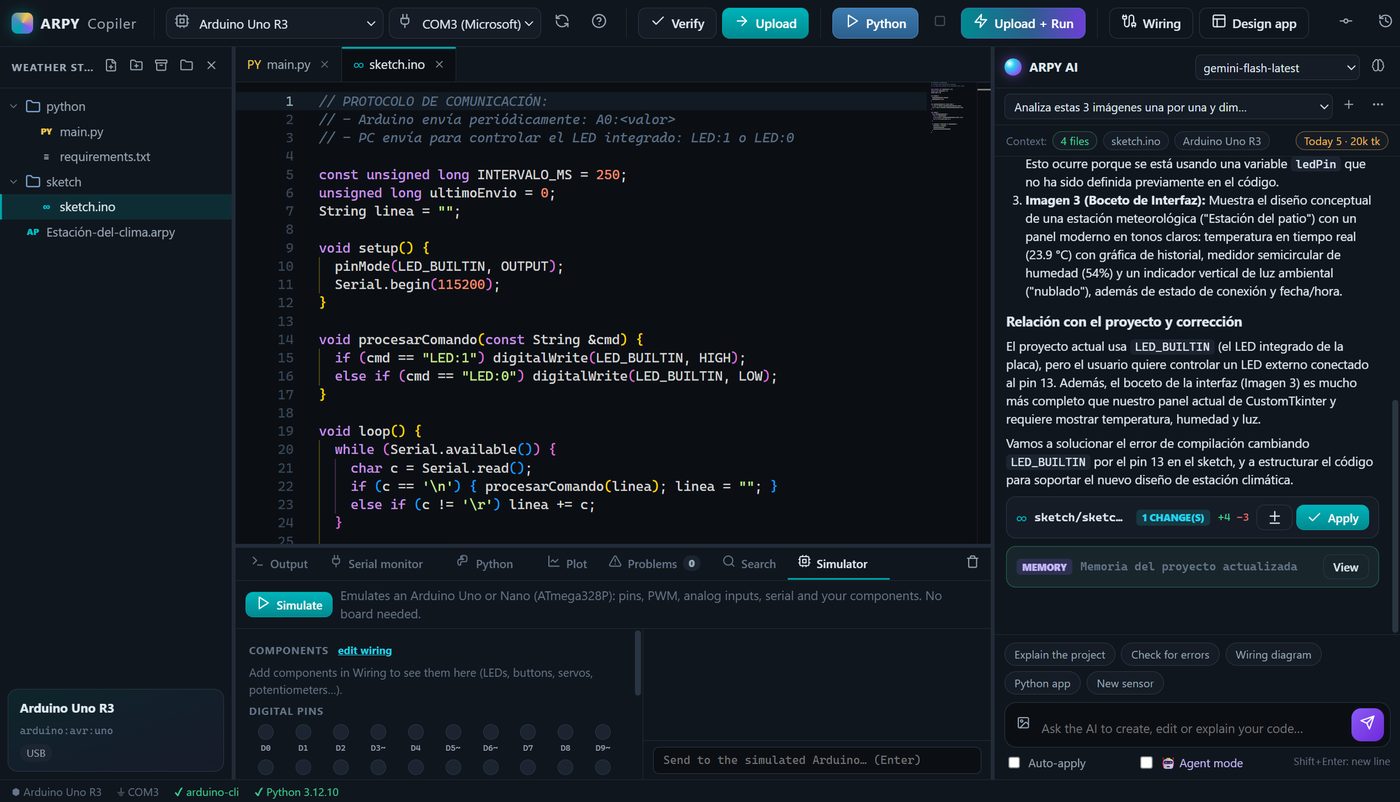 ARPY Copiler
Arduino Uno R3
COM3 (Microsoft)
Verify
Upload
Python
Upload + Run
Wiring
Design app
WEATHER ST...
python
PY main.py
requirements.txt
sketch
∞ sketch.ino
AP Estación-del-clima.arpy
Arduino Uno R3
arduino:avr:uno
USB
PY main.py ×
∞ sketch.ino ×
1 // PROTOCOLO DE COMUNICACIÓN:
2 // - Arduino envía periódicamente: A0:<valor>
3 // - PC envía para controlar el LED integrado: LED:1 o LED:0
4
5 const unsigned long INTERVALO_MS = 250;
6 unsigned long ultimoEnvio = 0;
7 String linea = "";
8
9 void setup() {
10 pinMode(LED_BUILTIN, OUTPUT);
11 Serial.begin(115200);
12 }
13
14 void procesarComando(const String &cmd) {
15 if (cmd == "LED:1") digitalWrite(LED_BUILTIN, HIGH);
16 else if (cmd == "LED:0") digitalWrite(LED_BUILTIN, LOW);
17 }
18
19 void loop() {
20 while (Serial.available()) {
21 char c = Serial.read();
22 if (c == '\n') { procesarComando(linea); linea = ""; }
23 else if (c != '\r') linea += c;
24 }
25
Output
Serial monitor
Python
Plot
Problems 0
Search
Simulator
Simulate
Emulates an Arduino Uno or Nano (ATmega328P): pins, PWM, analog inputs, serial and your components. No
board needed.
COMPONENTS edit wiring
Add components in Wiring to see them here (LEDs, buttons, servos,
potentiometers...).
DIGITAL PINS
D0 D1 D2 D3~ D4 D5~ D6~ D7 D8 D9~
Send to the simulated Arduino… (Enter)
ARPY AI
gemini-flash-latest
Analiza estas 3 imágenes una por una y dim...
Context: 4 files sketch.ino Arduino Uno R3 Today 5 · 20k tk
Esto ocurre porque se está usando una variable ledPin que
no ha sido definida previamente en el código.
3. Imagen 3 (Boceto de Interfaz): Muestra el diseño conceptual
de una estación meteorológica ("Estación del patio") con un
panel moderno en tonos claros: temperatura en tiempo real
(23.9 °C) con gráfica de historial, medidor semicircular de
humedad (54%) y un indicador vertical de luz ambiental
("nublado"), además de estado de conexión y fecha/hora.
Relación con el proyecto y corrección
El proyecto actual usa LED_BUILTIN (el LED integrado de la
placa), pero el usuario quiere controlar un LED externo conectado
al pin 13. Además, el boceto de la interfaz (Imagen 3) es mucho
más completo que nuestro panel actual de CustomTkinter y
requiere mostrar temperatura, humedad y luz.
Vamos a solucionar el error de compilación cambiando
LED_BUILTIN por el pin 13 en el sketch, y a estructurar el código
para soportar el nuevo diseño de estación climática.
∞ sketch/sketc… 1 CHANGE(S) +4 −3 Apply
MEMORY Memoria del proyecto actualizada View
Explain the project
Check for errors
Wiring diagram
Python app
New sensor
Ask the AI to create, edit or explain your code...
Auto-apply
Agent mode
Shift+Enter: new line
Arduino Uno R3
COM3
✓ arduino-cli
✓ Python 3.12.10